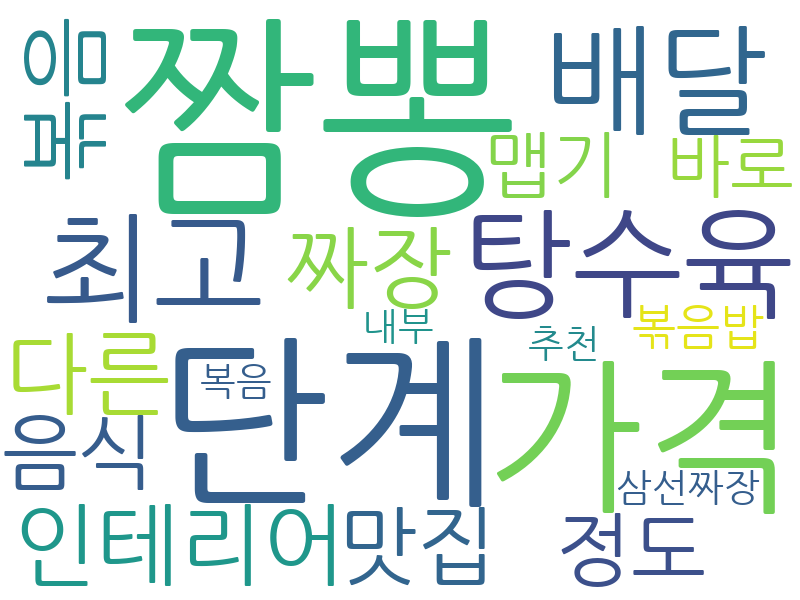 볶음
짬뽕
배달
맵기
바로
최고
짜장
탕수육
내부
추천
볶음밥
다른
복음
단계
가격
음식
삼선짜장
인테리어
맛집
정도